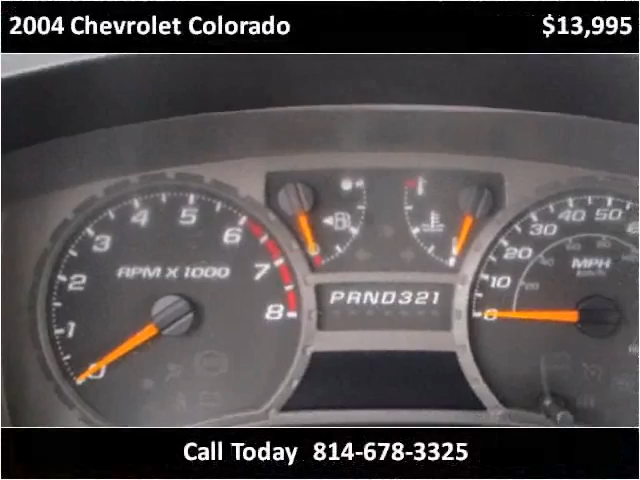 2004 Chevrolet Colorado $13,995
0 1 2 3 4 5 6 7 8
RPM X 1000
PRND321
0 10 20 30 40 50
MPH
km/h
Call Today 814-678-3325